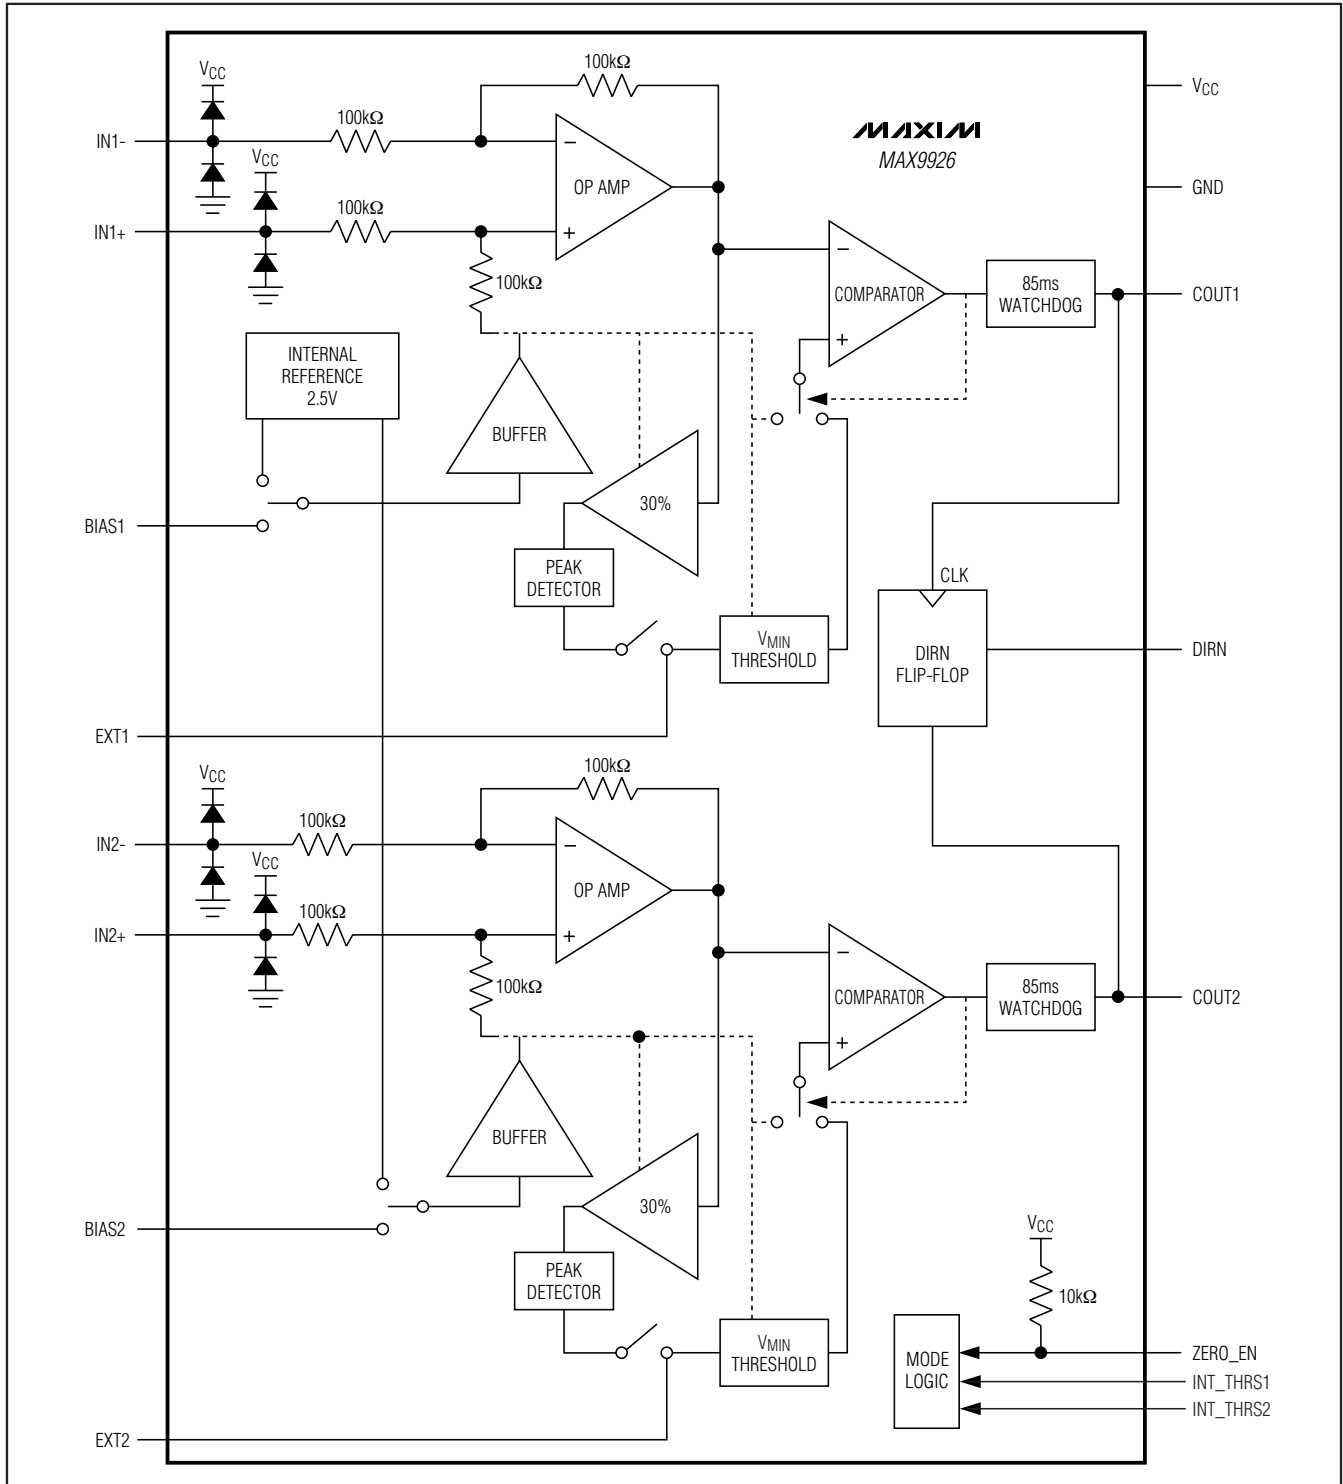 100kΩ
VCC
VCC
100kΩ
MAXIM
IN1-
−
VCC
MAX9926
OP AMP
GND
100kΩ
IN1+
+
−
100kΩ
85ms
WATCHDOG
COMPARATOR
COUT1
INTERNAL
REFERENCE
2.5V
+
BUFFER
30%
BIAS1
PEAK
DETECTOR
CLK
VMIN
THRESHOLD
DIRN
FLIP-FLOP
DIRN
EXT1
100kΩ
VCC
100kΩ
IN2-
−
VCC
OP AMP
100kΩ
IN2+
+
−
100kΩ
85ms
WATCHDOG
COMPARATOR
COUT2
+
BUFFER
30%
BIAS2
VCC
PEAK
DETECTOR
10kΩ
VMIN
THRESHOLD
MODE
LOGIC
ZERO_EN
INT_THRS1
INT_THRS2
EXT2